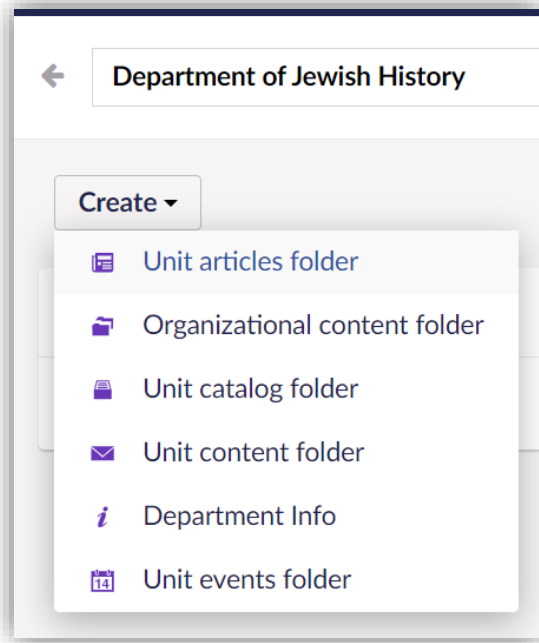 Department of Jewish History
Create
Unit articles folder
Organizational content folder
Unit catalog folder
Unit content folder
Department Info
14
Unit events folder